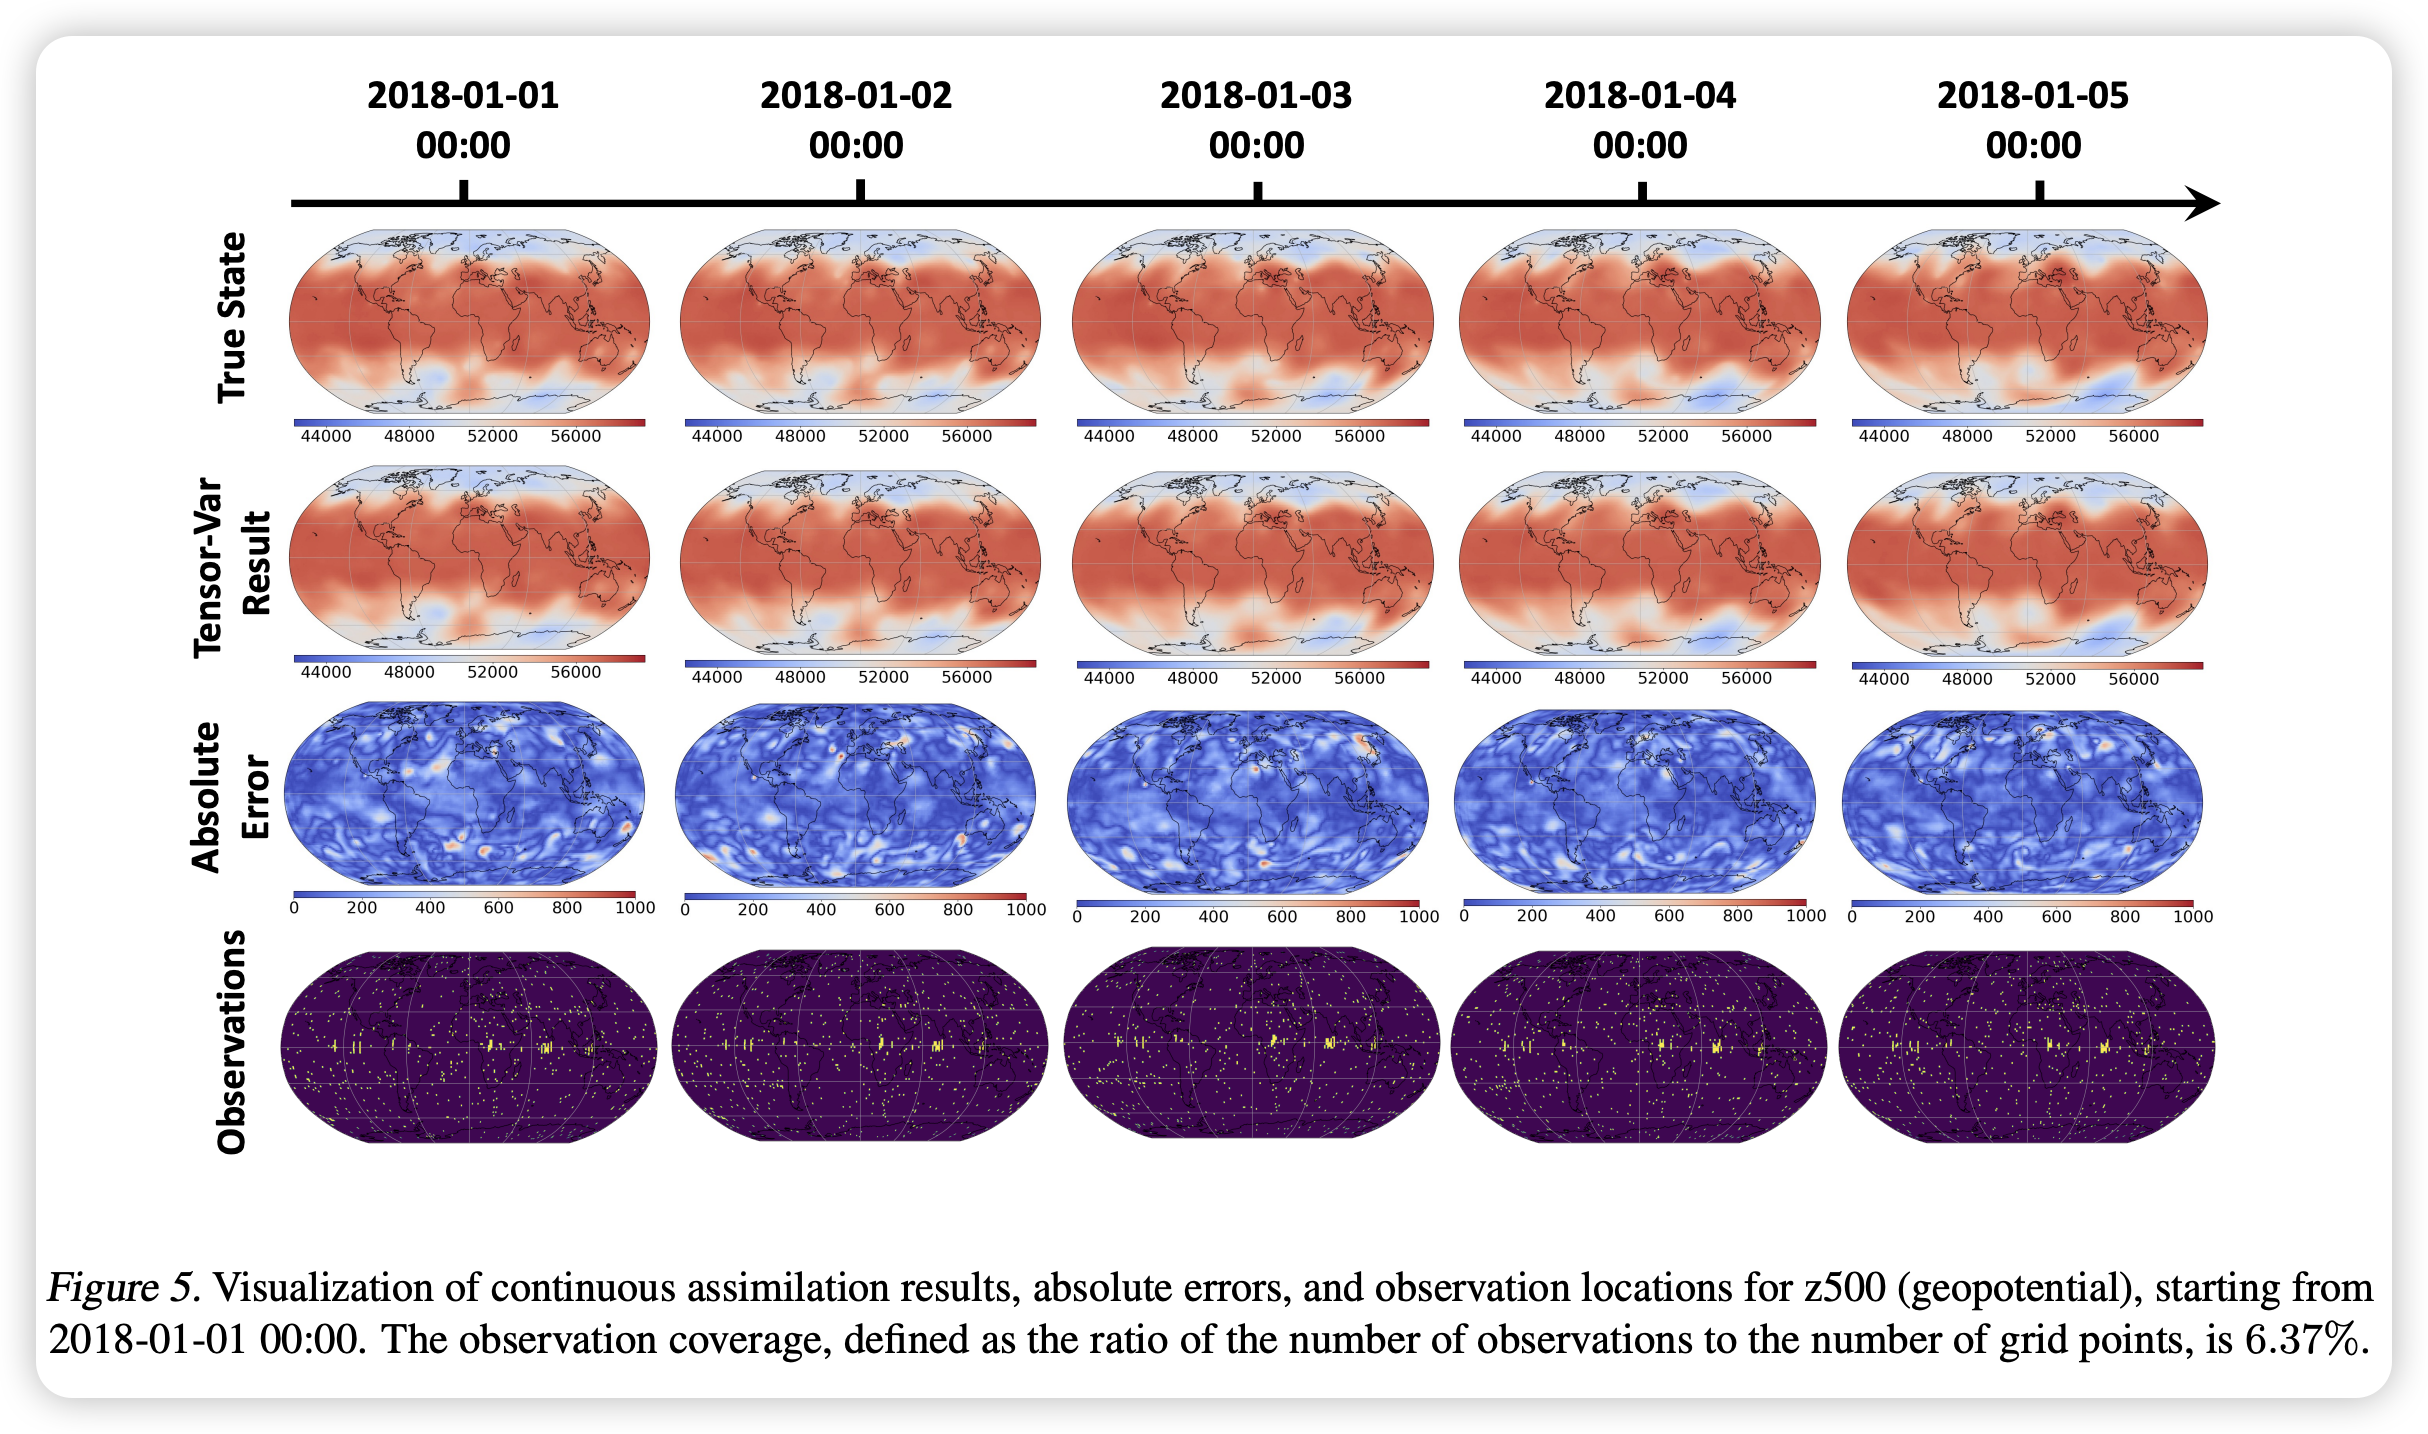 2018-01-01 2018-01-02 2018-01-03 2018-01-04 2018-01-05
00:00 00:00 00:00 00:00 00:00
True State
44000 48000 52000 56000 44000 48000 52000 56000 44000 48000 52000 56000 44000 48000 52000 56000 44000 48000 52000 56000
Tensor-Var
Result
44000 48000 52000 56000 44000 48000 52000 56000 44000 48000 52000 56000 44000 48000 52000 56000 44000 48000 52000 56000
Absolute
Error
0 200 400 600 800 1000 0 200 400 600 800 1000 0 200 400 600 800 1000 0 200 400 600 800 1000 0 200 400 600 800 1000
Observations
Figure 5. Visualization of continuous assimilation results, absolute errors, and observation locations for z500 (geopotential), starting from
2018-01-01 00:00. The observation coverage, defined as the ratio of the number of observations to the number of grid points, is 6.37%.